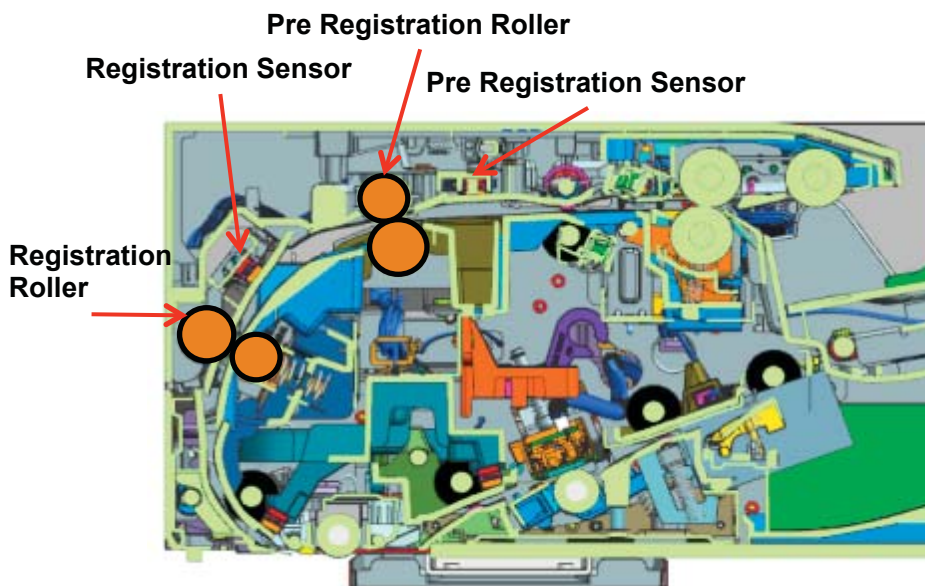 Pre Registration Roller
Registration Sensor
Pre Registration Sensor
Registration
Roller